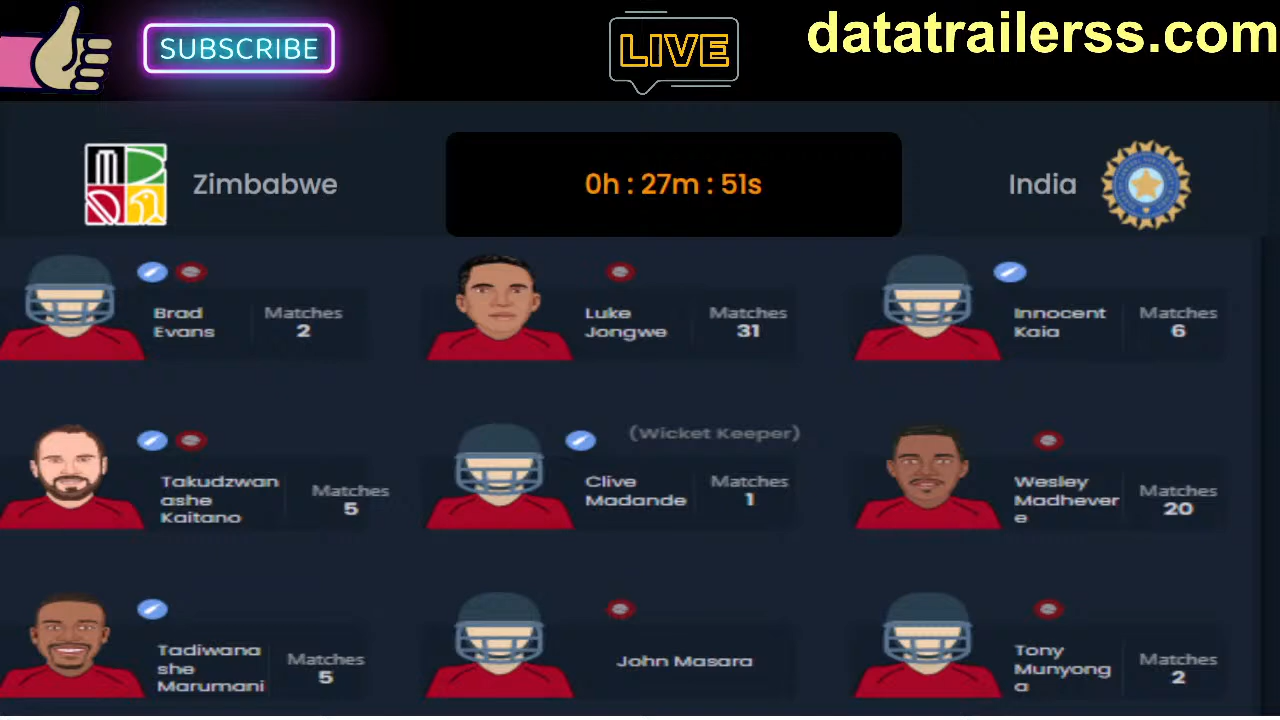 SUBSCRIBE
LIVE
datatrailerss.com
Zimbabwe
0h : 27m : 51s
India
Brad
Evans
Matches
2
Luke
Jongwe
Matches
31
Innocent
Kaia
Matches
6
Takudzwan
ashe
Kaitano
Matches
5
(Wicket Keeper)
Clive
Madande
Matches
1
Wesley
Madhever
e
Matches
20
Tadiwana
she
Marumani
Matches
5
John Masara
Tony
Munyong
a
Matches
2